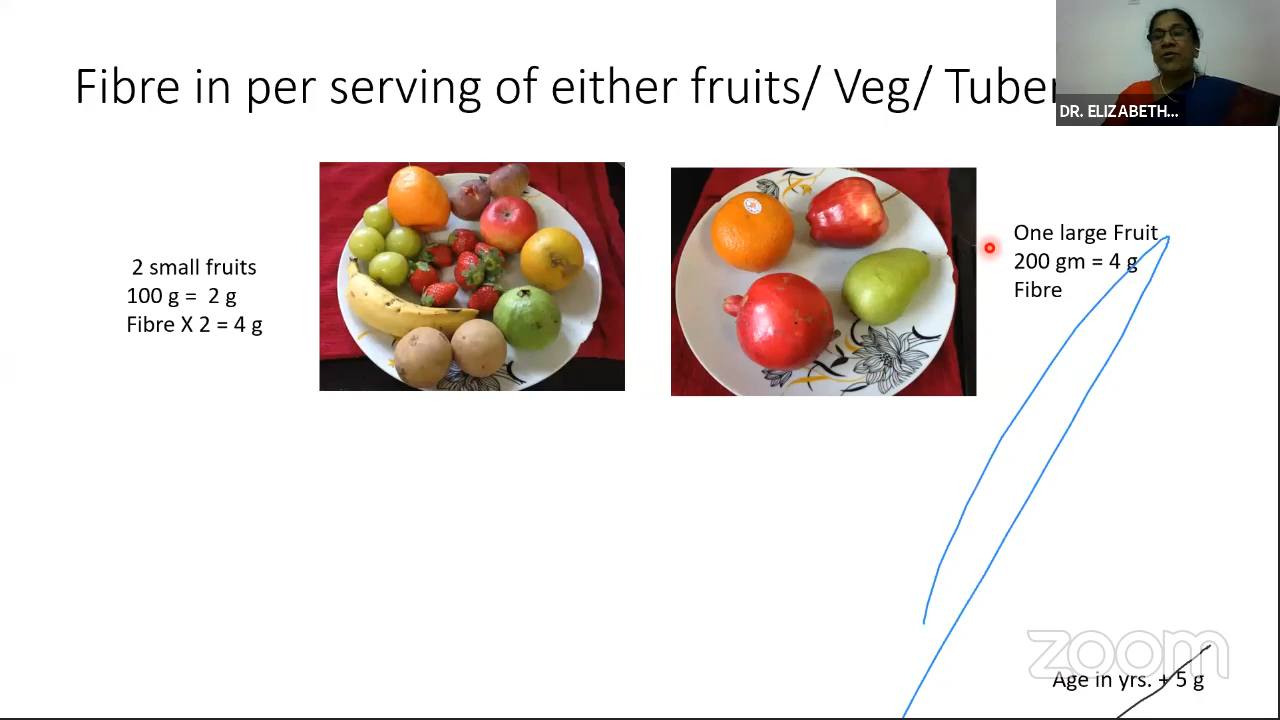 Fibre in per serving of either fruits/ Veg/ Tuber
DR. ELIZABETH...
2 small fruits
100 g = 2 g
Fibre X 2 = 4 g
One large Fruit
200 gm = 4 g
Fibre
zoom
Age in yrs. + 5 g